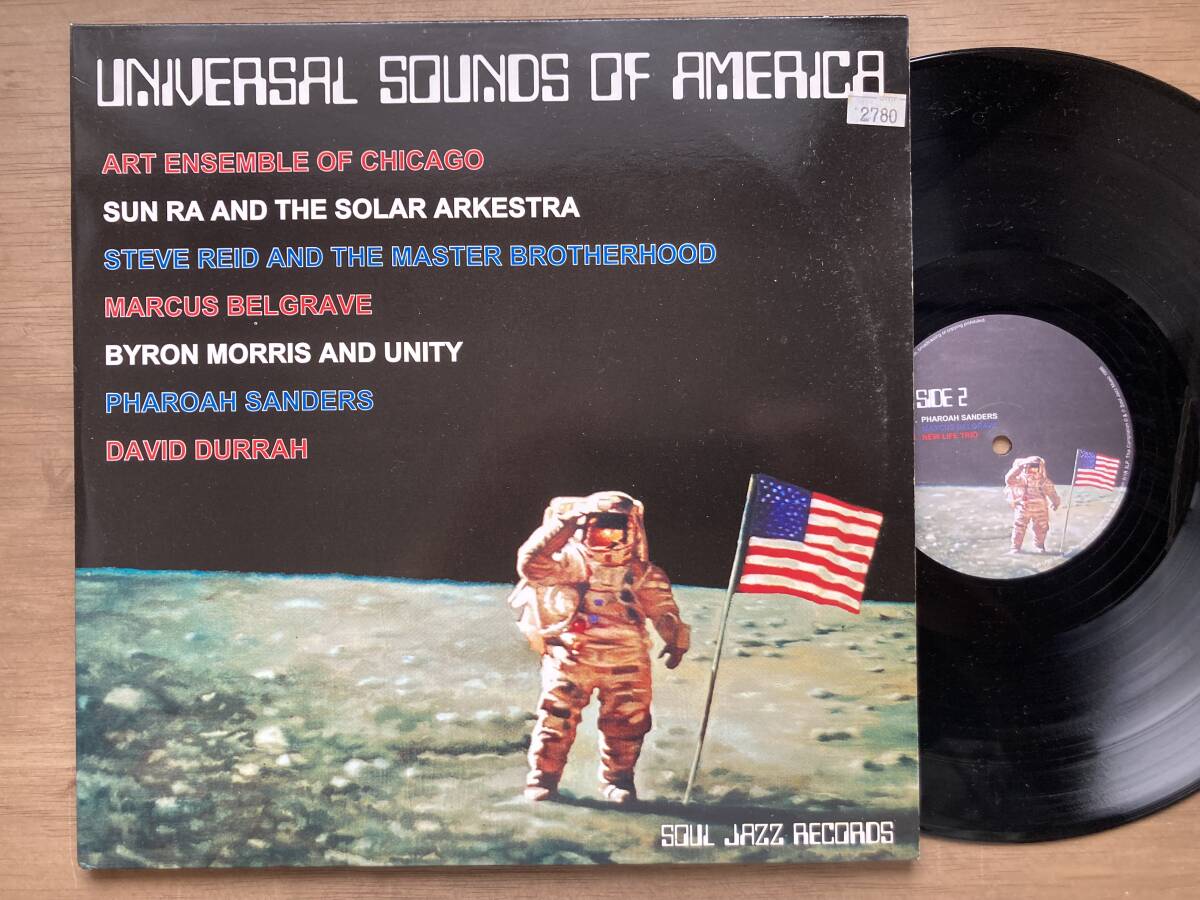 UNIVERSAL SOUNDS OF AMERICA
2780
ART ENSEMBLE OF CHICAGO
SUN RA AND THE SOLAR ARKESTRA
STEVE REID AND THE MASTER BROTHERHOOD
MARCUS BELGRAVE
BYRON MORRIS AND UNITY
PHAROAH SANDERS
DAVID DURRAH
SOUL JAZZ RECORDS
SIDE 2
PHAROAH SANDERS
MARCUS BELGRAVE
NEW LIFE TRIO